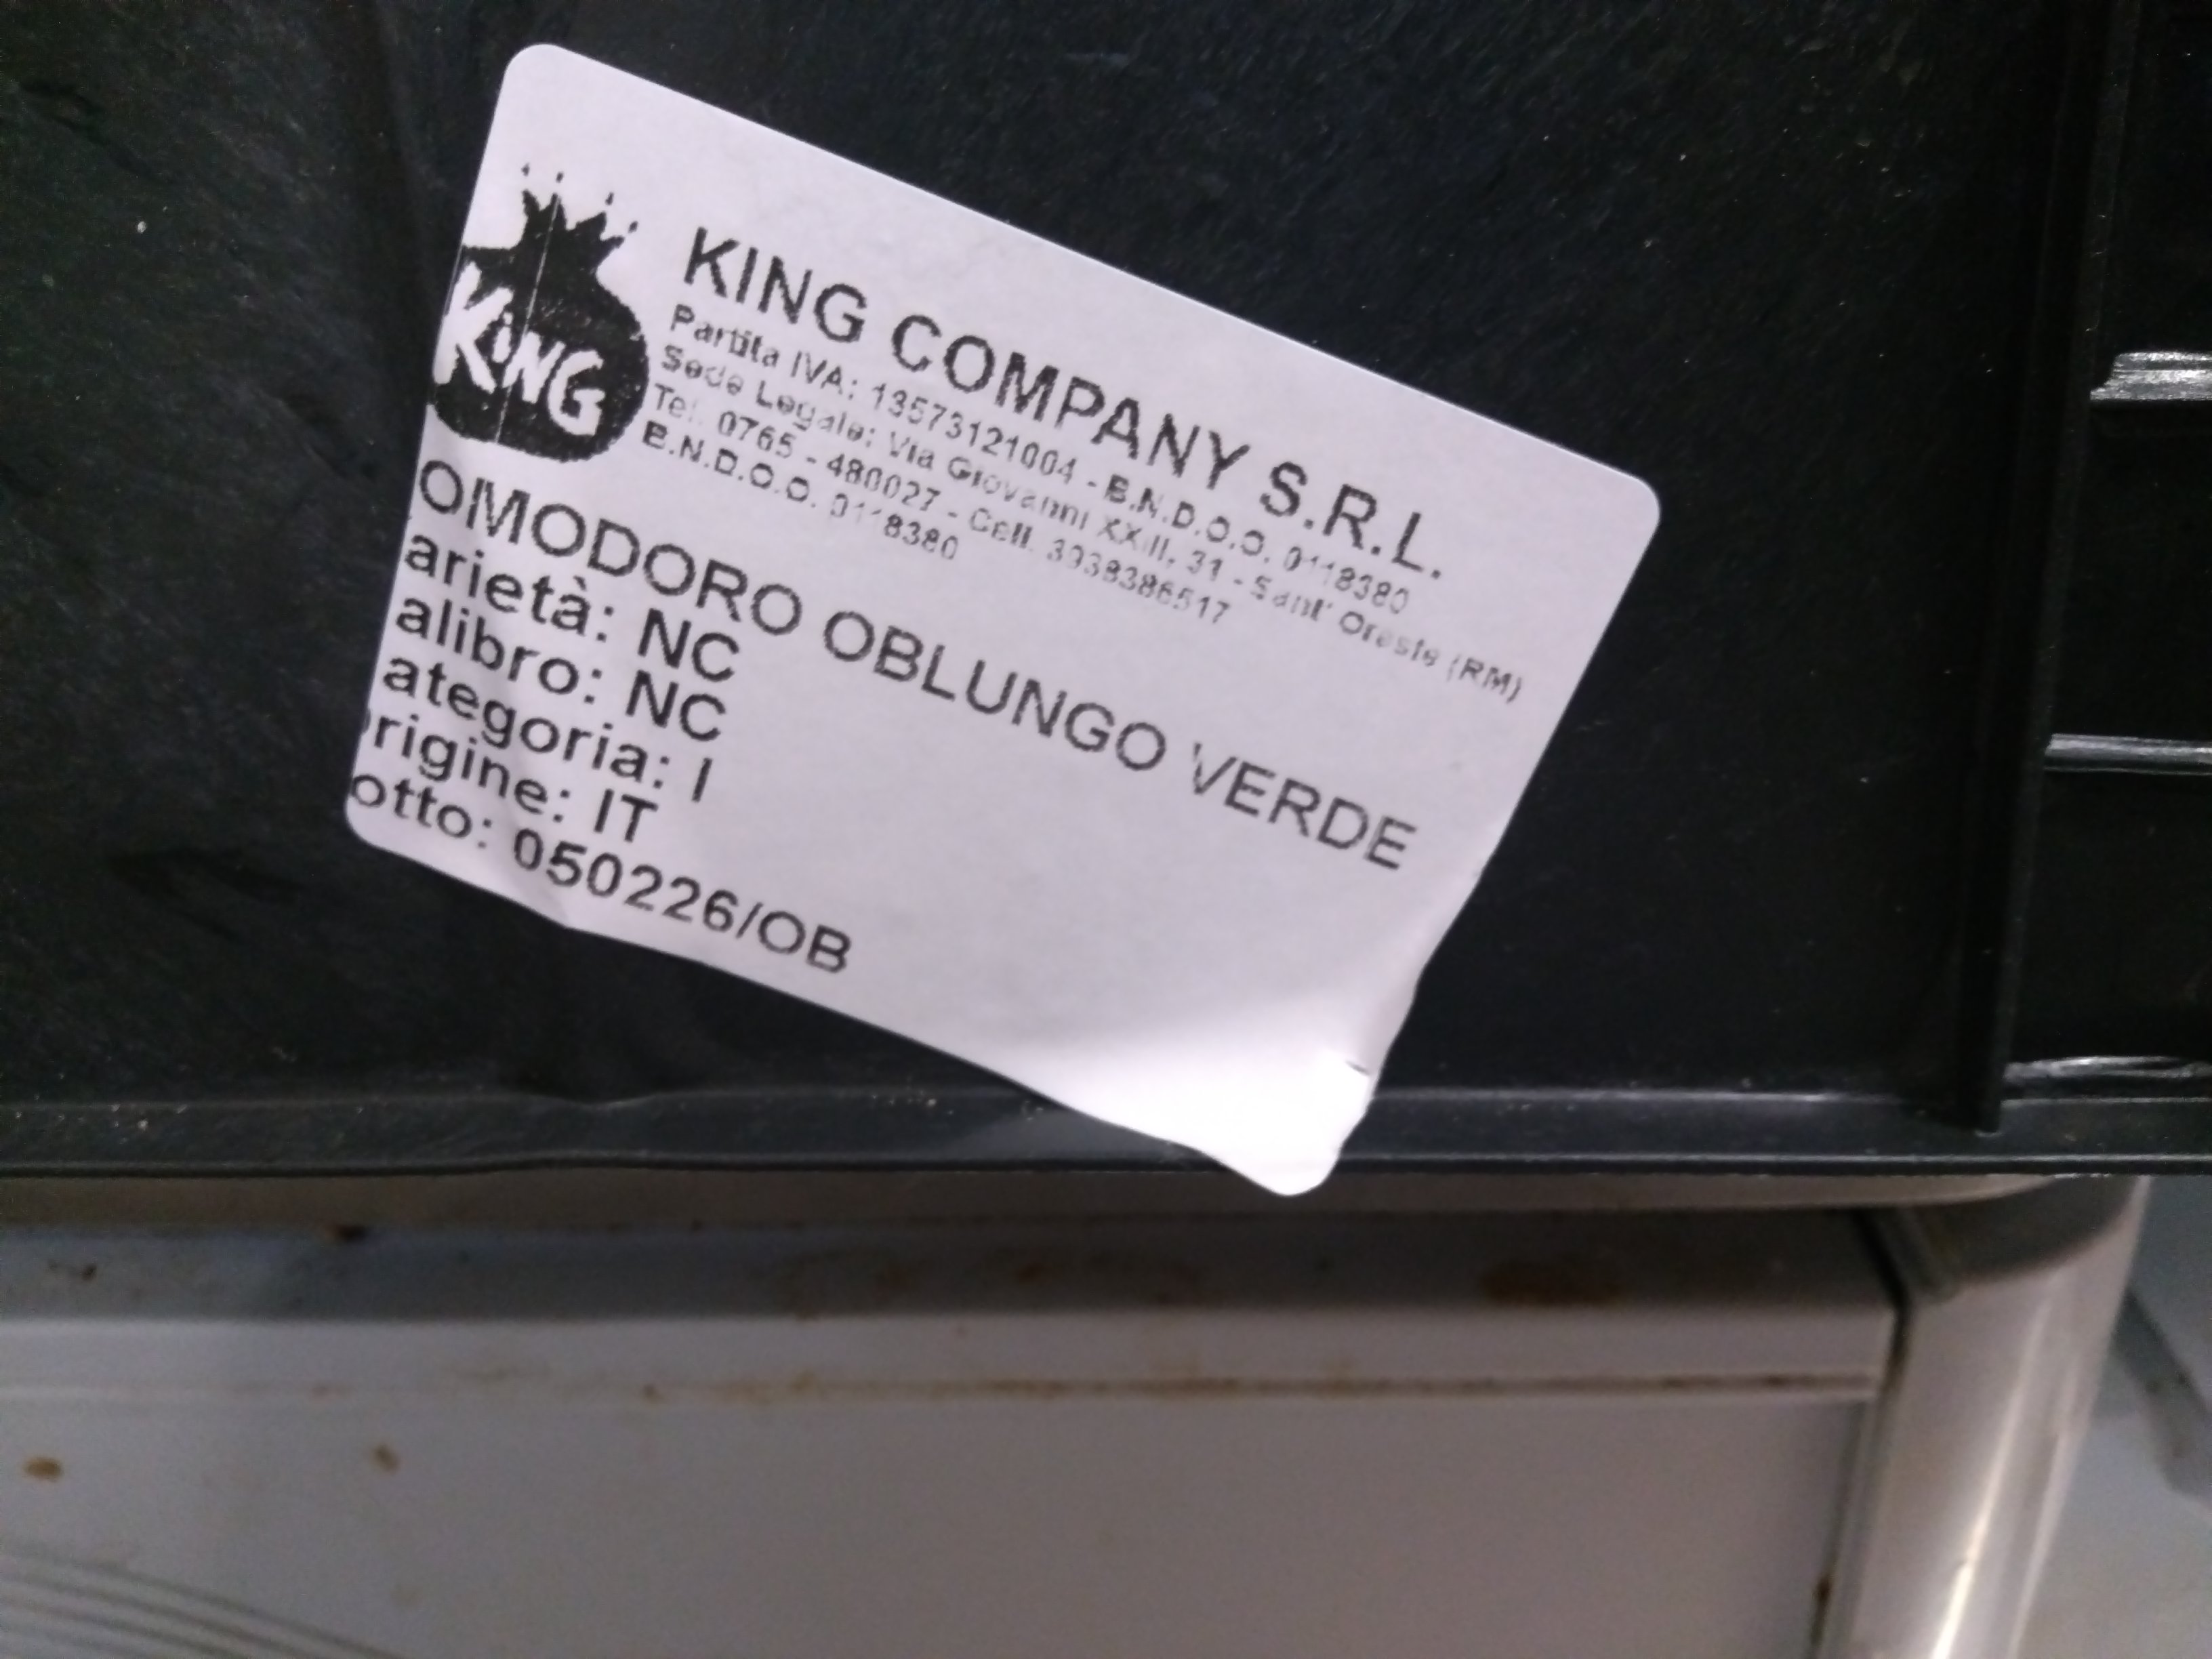 KING
KING COMPANY S.R.L.
Partita IVA: 13573121004 - B.N.D.O.O. 0118380
Sede Legale: Via Giovanni XXIII, 31 - Sant' Oreste (RM)
Tel. 0765 - 480027 - Cell. 3938386517
B.N.D.O.O. 0118380
OMODORO OBLUNGO VERDE
arietà: NC
alibro: NC
ategoria: I
rigine: IT
otto: 050226/OB